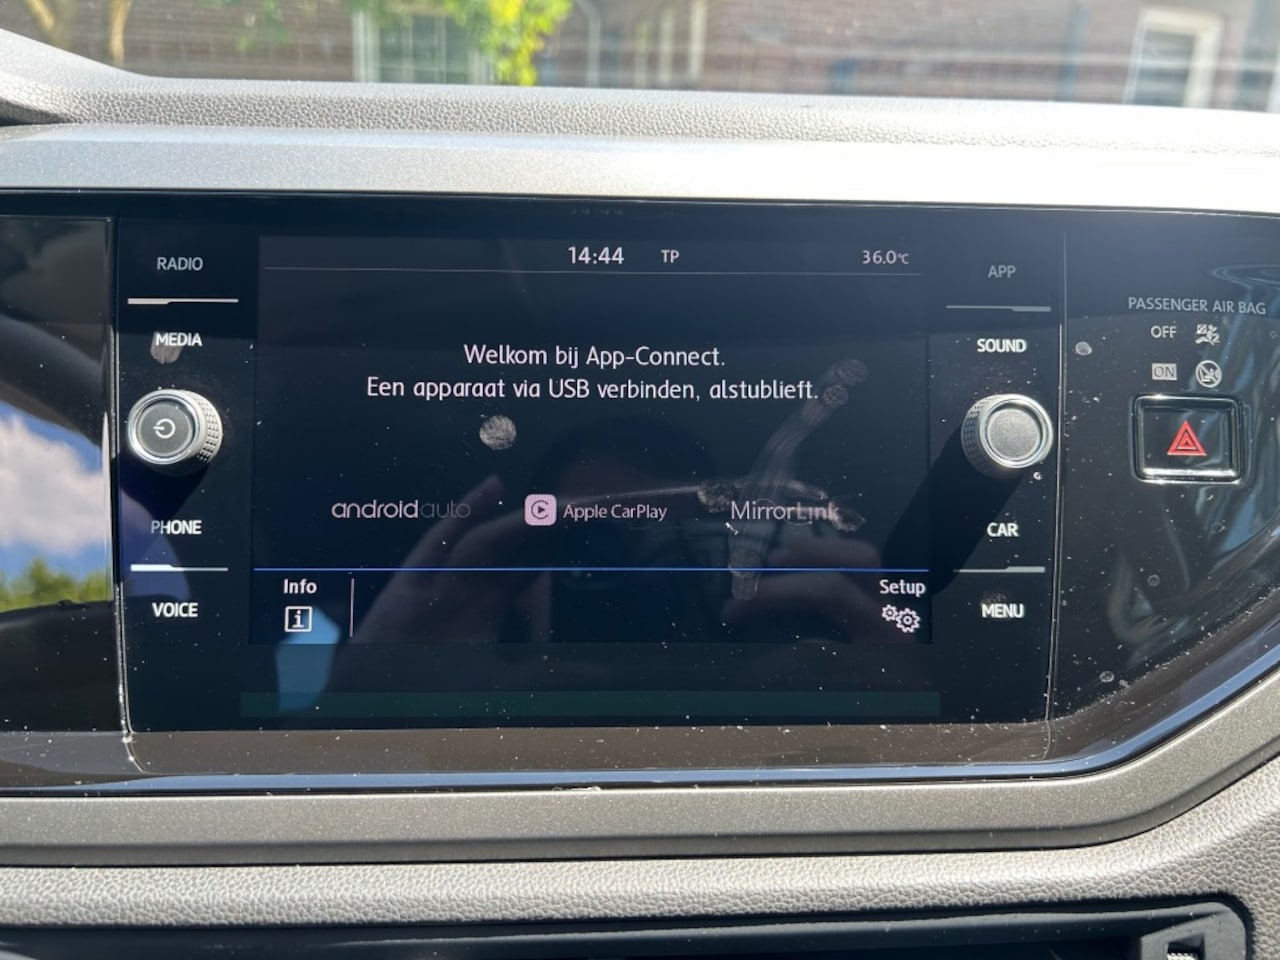 RADIO
MEDIA
PHONE
VOICE
14:44 TP 36.0°C
Welkom bij App-Connect.
Een apparaat via USB verbinden, alstublieft.
androidauto Apple CarPlay MirrorLink
Info Setup
APP
SOUND
CAR
MENU
PASSENGER AIR BAG
OFF
ON